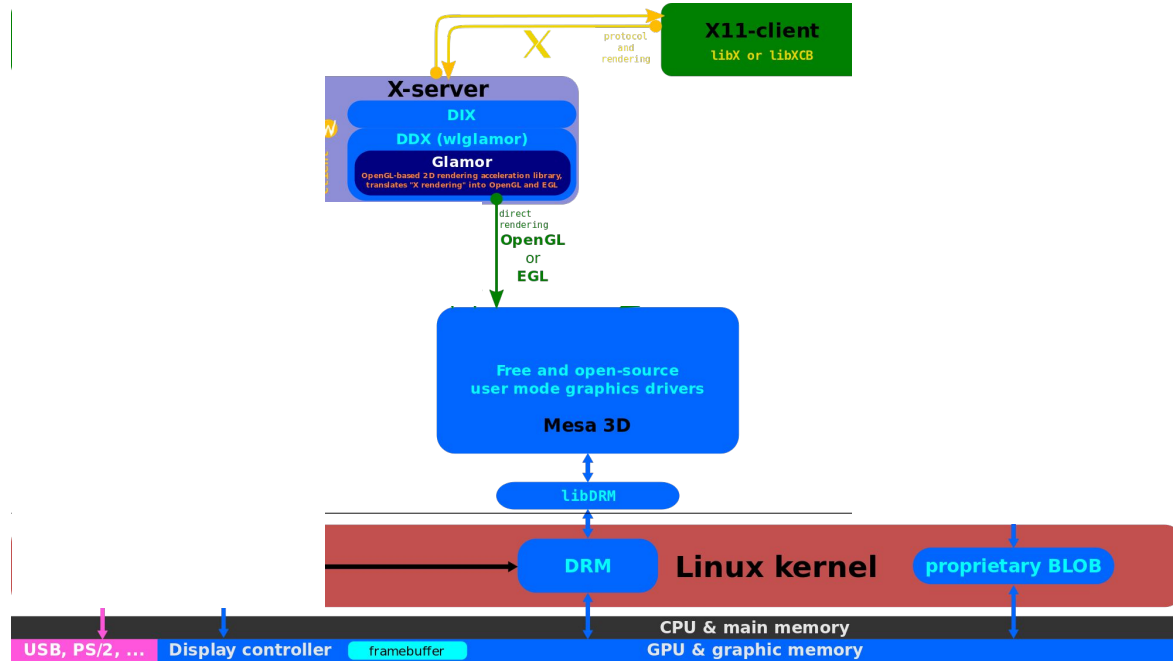 X11-client
libX or libXCB
protocol
and
rendering
X
X-server
DIX
DDX (wlglamor)
Glamor
OpenGL-based 2D rendering acceleration library,
translates "X rendering" into OpenGL and EGL
W
direct
rendering
OpenGL
or
EGL
Free and open-source
user mode graphics drivers
Mesa 3D
libDRM
DRM
Linux kernel
proprietary BLOB
CPU & main memory
USB, PS/2, ...
Display controller
framebuffer
GPU & graphic memory